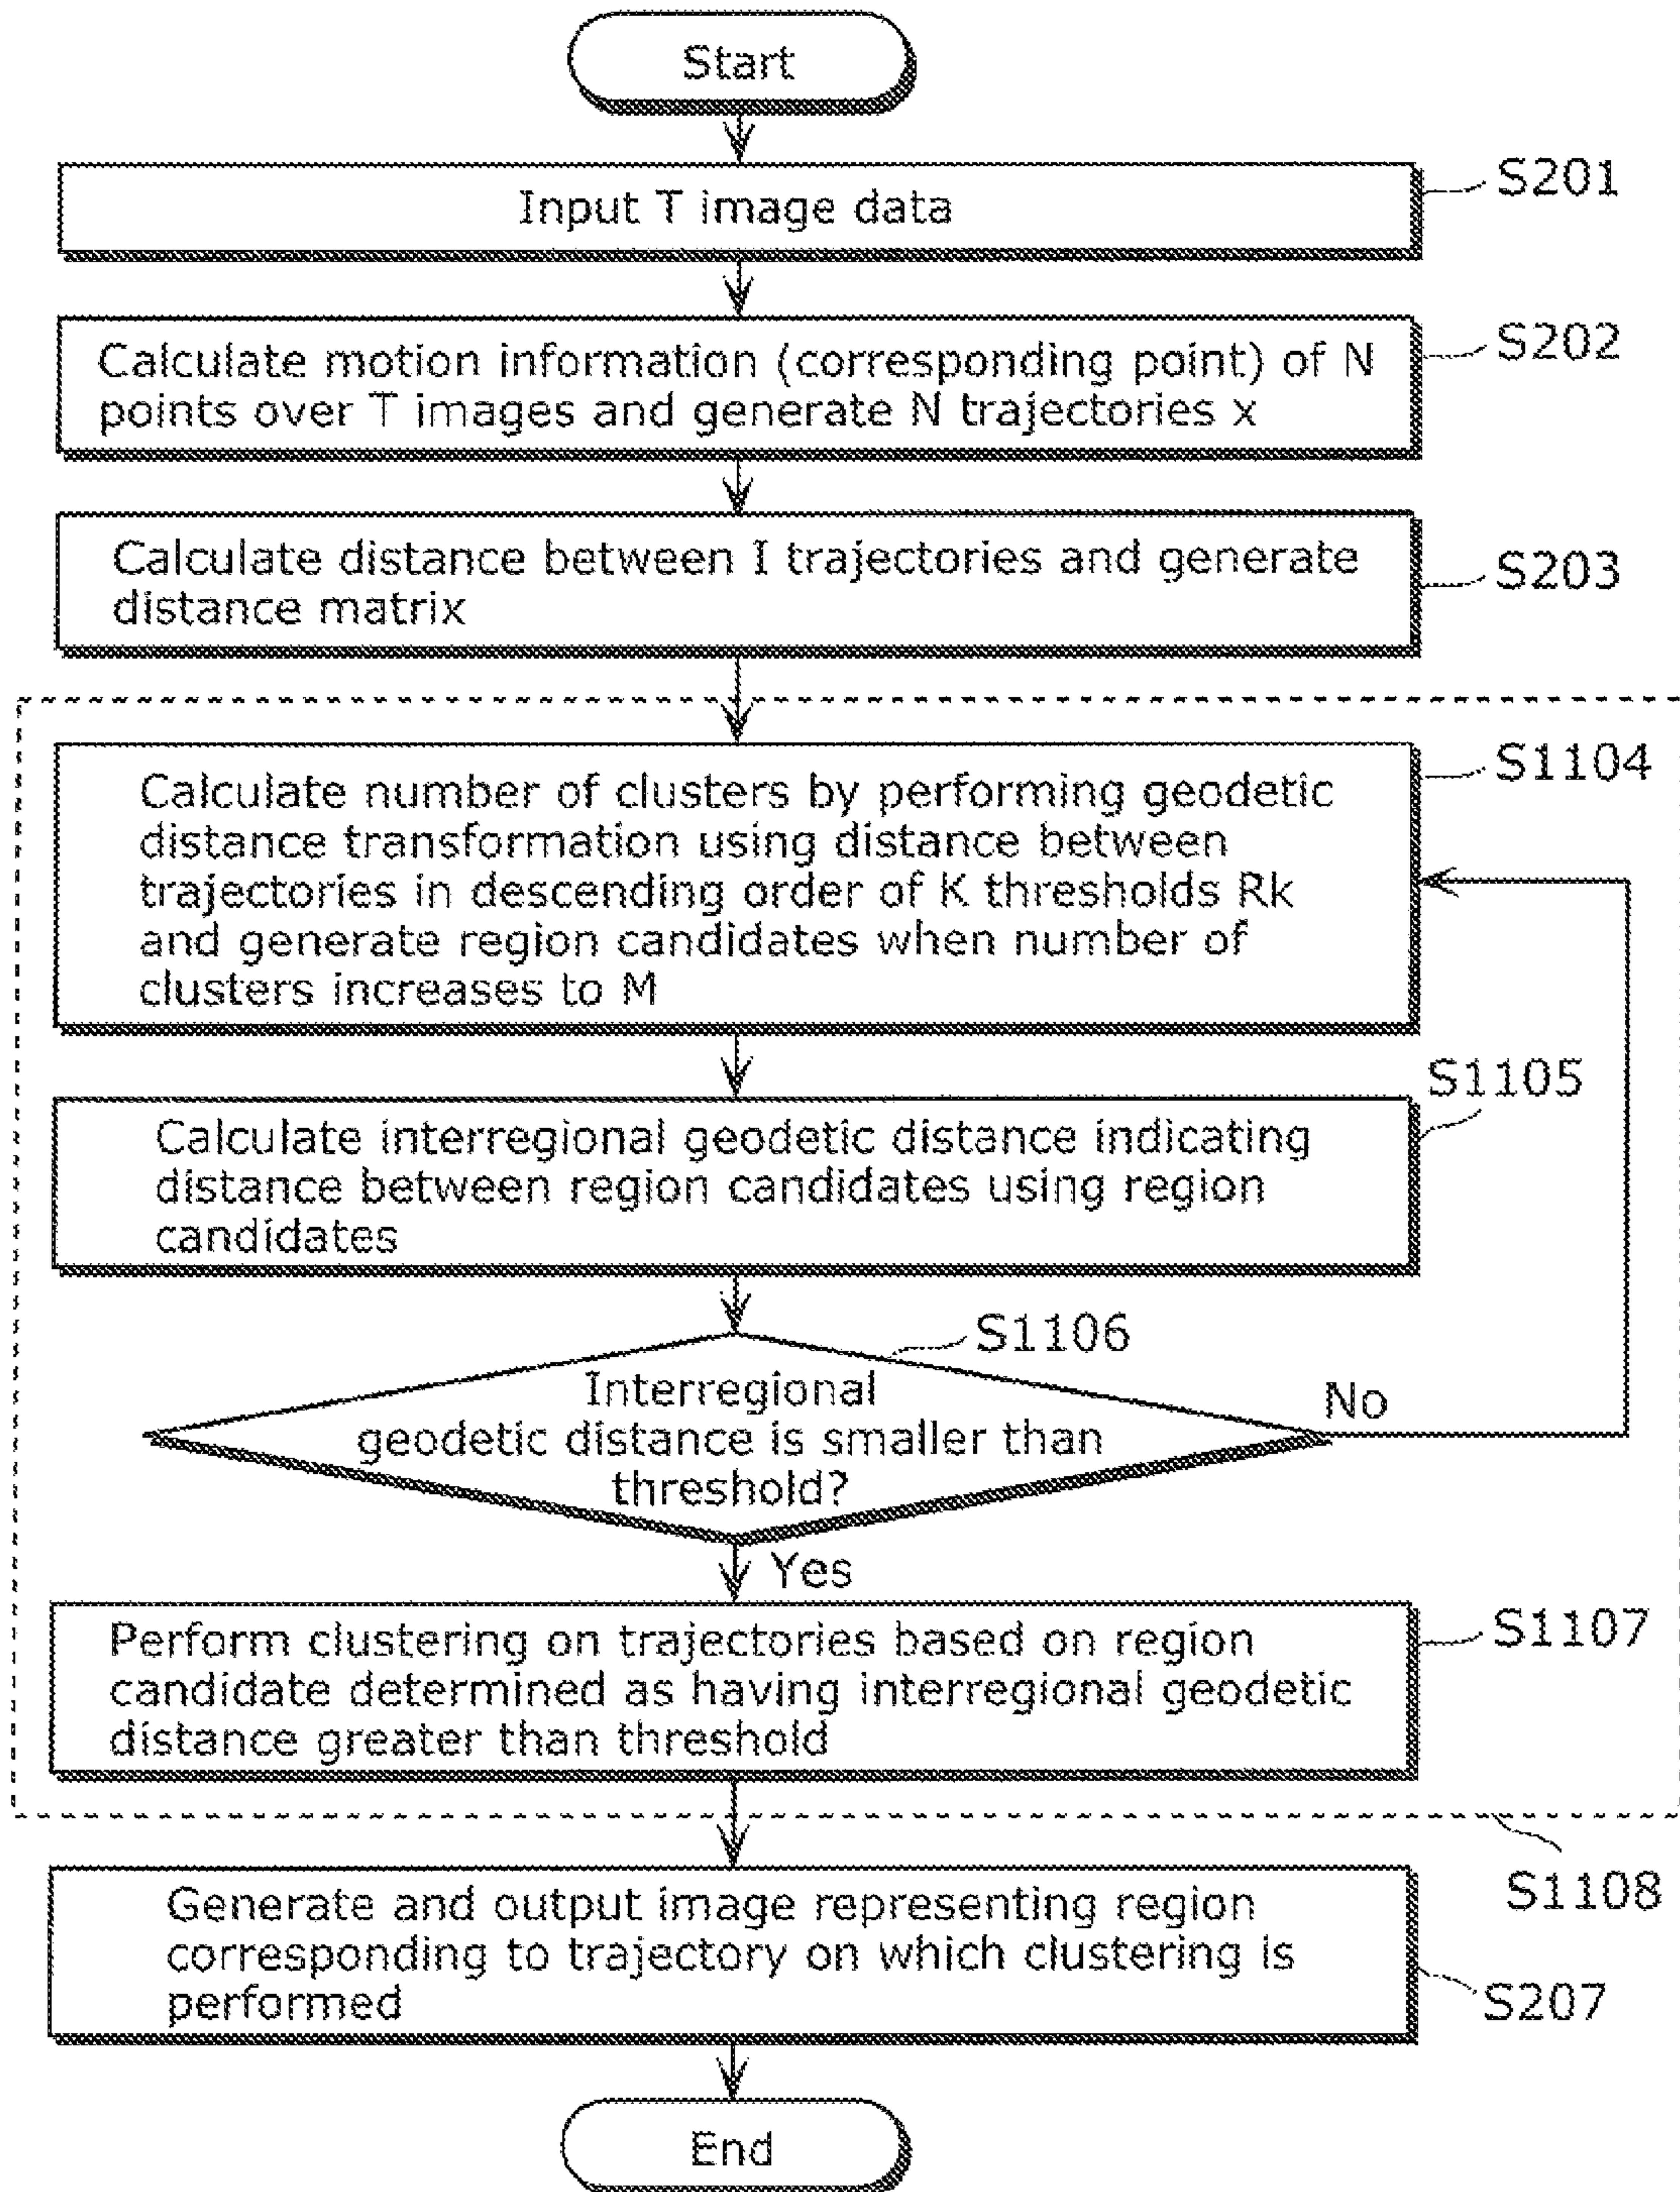 Start
S201
Input T image data
S202
Calculate motion information (corresponding point) of N
points over T images and generate N trajectories x
S203
Calculate distance between I trajectories and generate
distance matrix
S1104
Calculate number of clusters by performing geodetic
distance transformation using distance between
trajectories in descending order of K thresholds Rk
and generate region candidates when number of
clusters increases to M
S1105
Calculate interregional geodetic distance indicating
distance between region candidates using region
candidates
S1106
Interregional
geodetic distance is smaller than
threshold?
No
Yes
S1107
Perform clustering on trajectories based on region
candidate determined as having interregional geodetic
distance greater than threshold
S1108
Generate and output image representing region
corresponding to trajectory on which clustering is
performed
S207
End